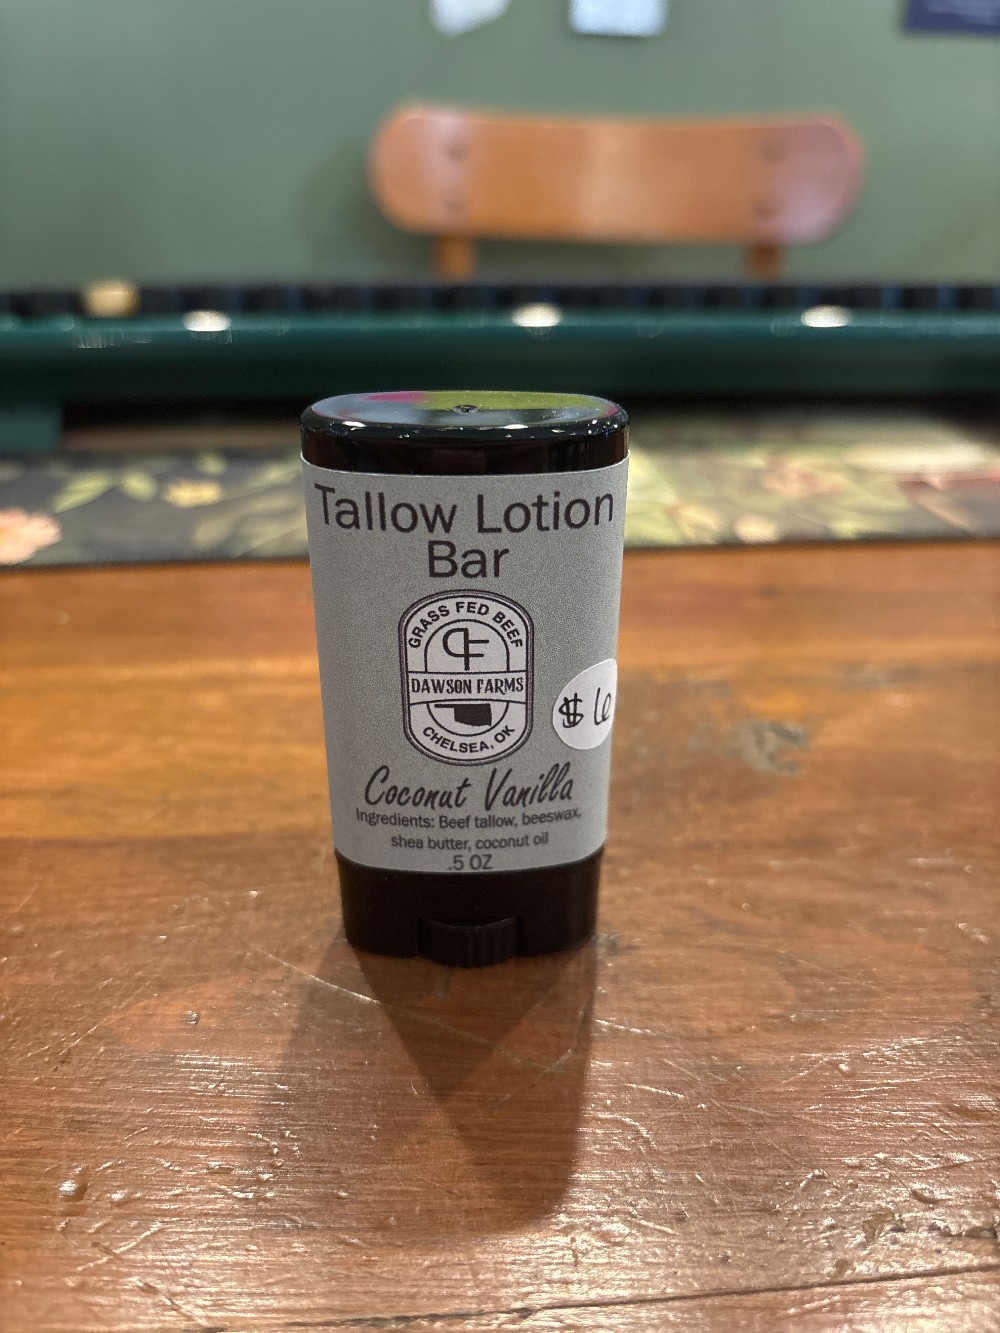 Tallow Lotion
Bar
GRASS FED BEEF
DAWSON FARMS
CHELSEA, OK
$6
Coconut Vanilla
Ingredients: Beef tallow, beeswax,
shea butter, coconut oil
.5 OZ